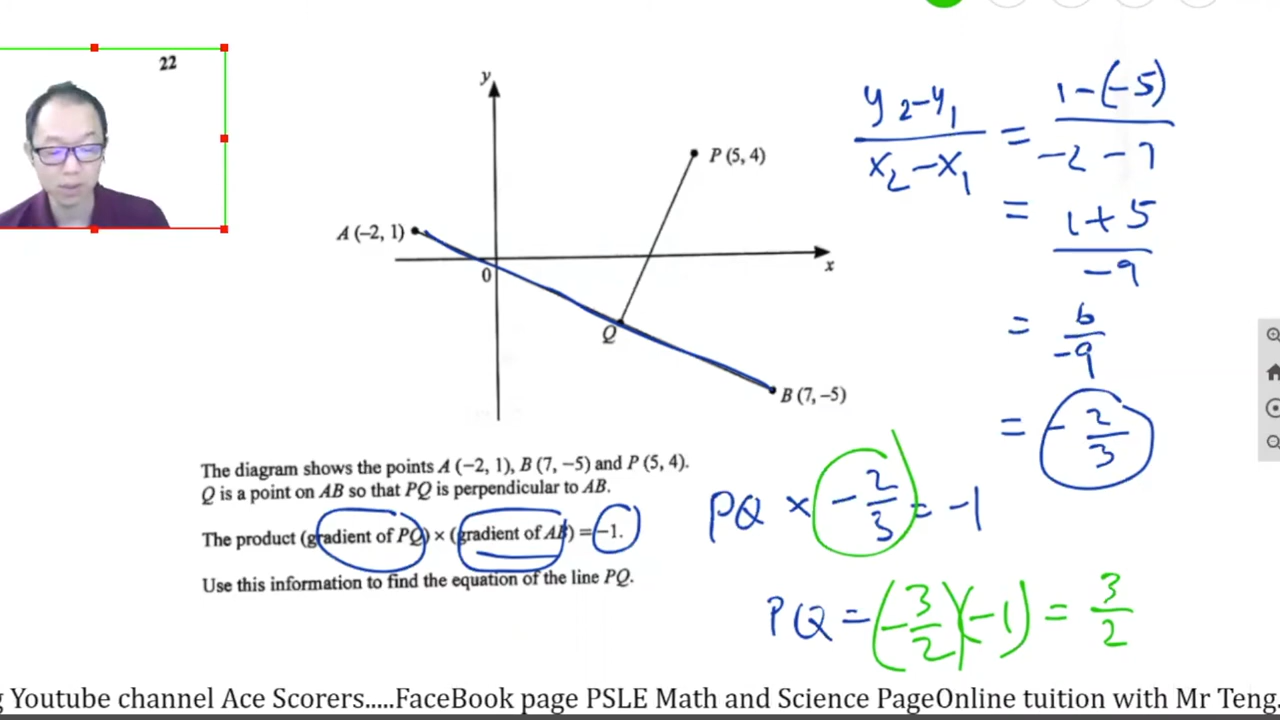 22
y
P (5, 4)
A (−2, 1)
0
x
Q
B (7, −5)
The diagram shows the points A (−2, 1), B (7, −5) and P (5, 4).
Q is a point on AB so that PQ is perpendicular to AB.
The product (gradient of PQ) × (gradient of AB) = −1.
Use this information to find the equation of the line PQ.
y₂−y₁ / x₂−x₁ = 1−(−5) / −2−7
= 1+5 / −9
= 6 / −9
= −2/3
PQ × −2/3 = −1
PQ = (−3/2)(−1) = 3/2
Youtube channel Ace Scorers.....FaceBook page PSLE Math and Science PageOnline tuition with Mr Teng.